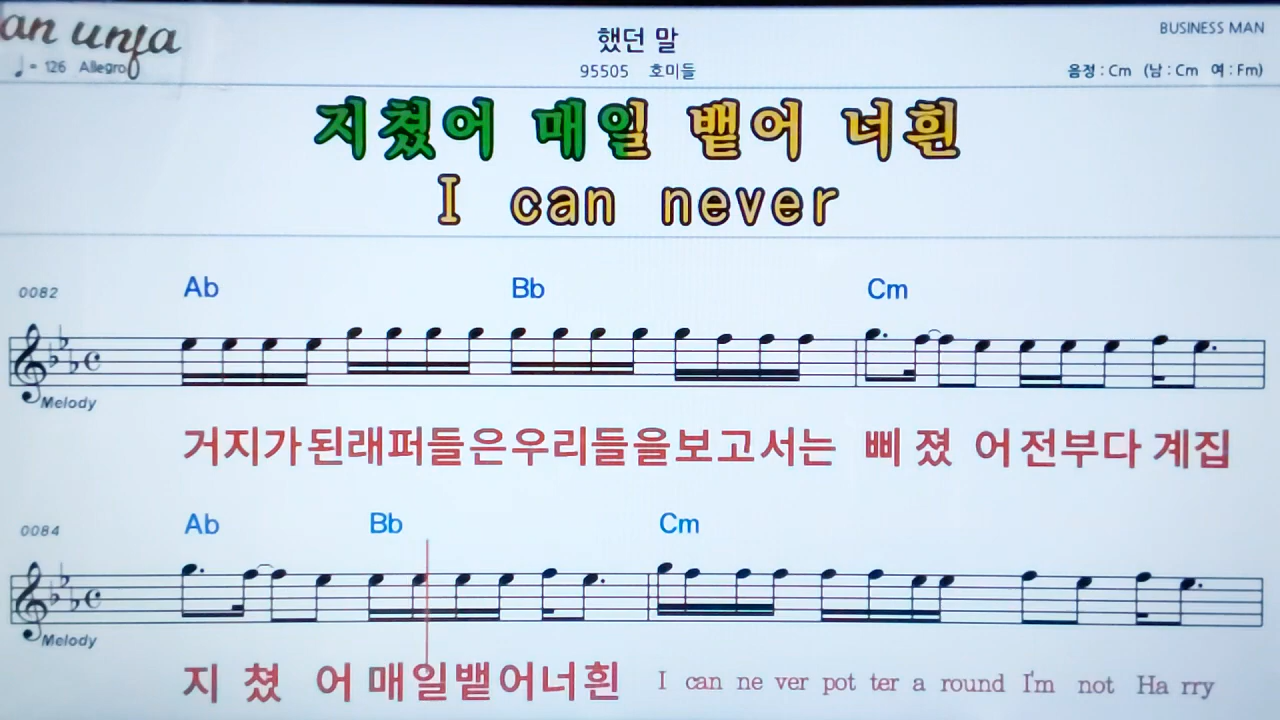 BUSINESS MAN
했던 말
♩= 126 Allegro
95505 호미들
음정 : Cm (남 : Cm 여 : Fm)
지쳤어 매일 뱉어 너흰
I can never
0082 Ab Bb Cm
Melody
거지가된래퍼들은우리들을보고서는 삐 졌 어전부다 계집
0084 Ab Bb Cm
Melody
지 쳤 어 매일뱉어너흰 I can ne ver pot ter a round I'm not Ha rry